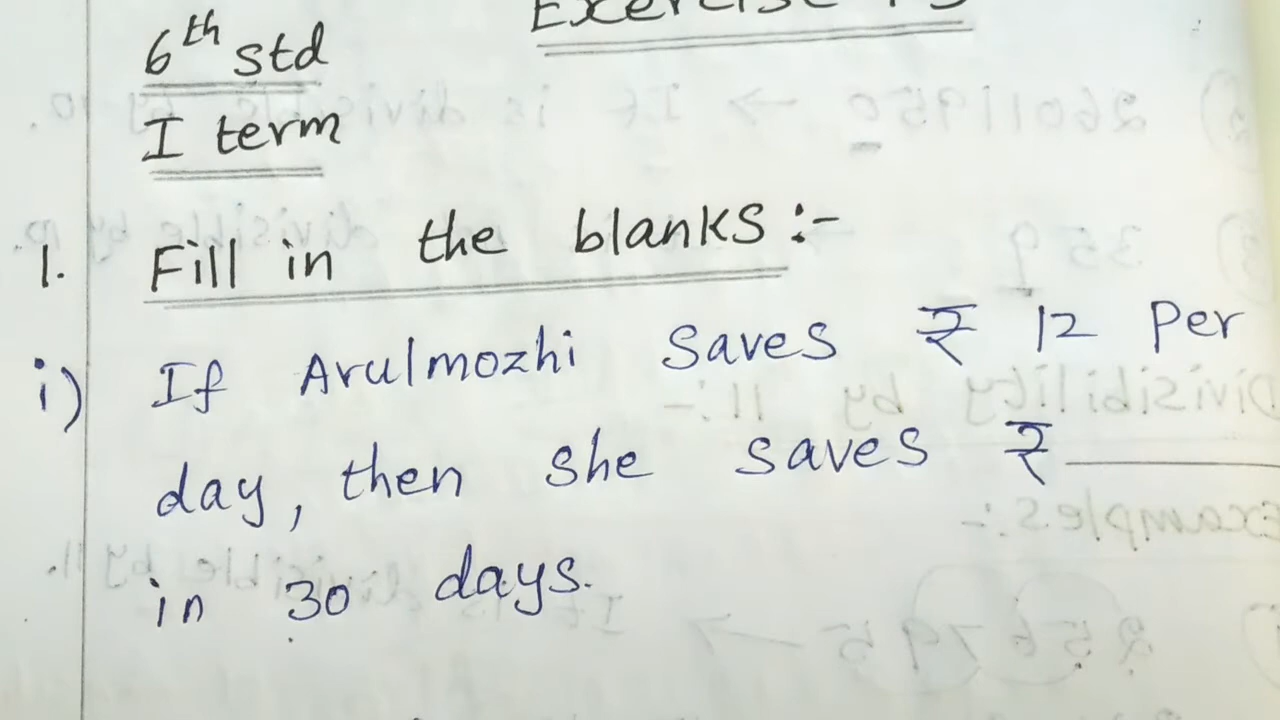 6th std
Exercise
I term
1. Fill in the blanks :-
i) If Arulmozhi saves ₹ 12 Per
day, then she saves ₹ ______
in 30 days.